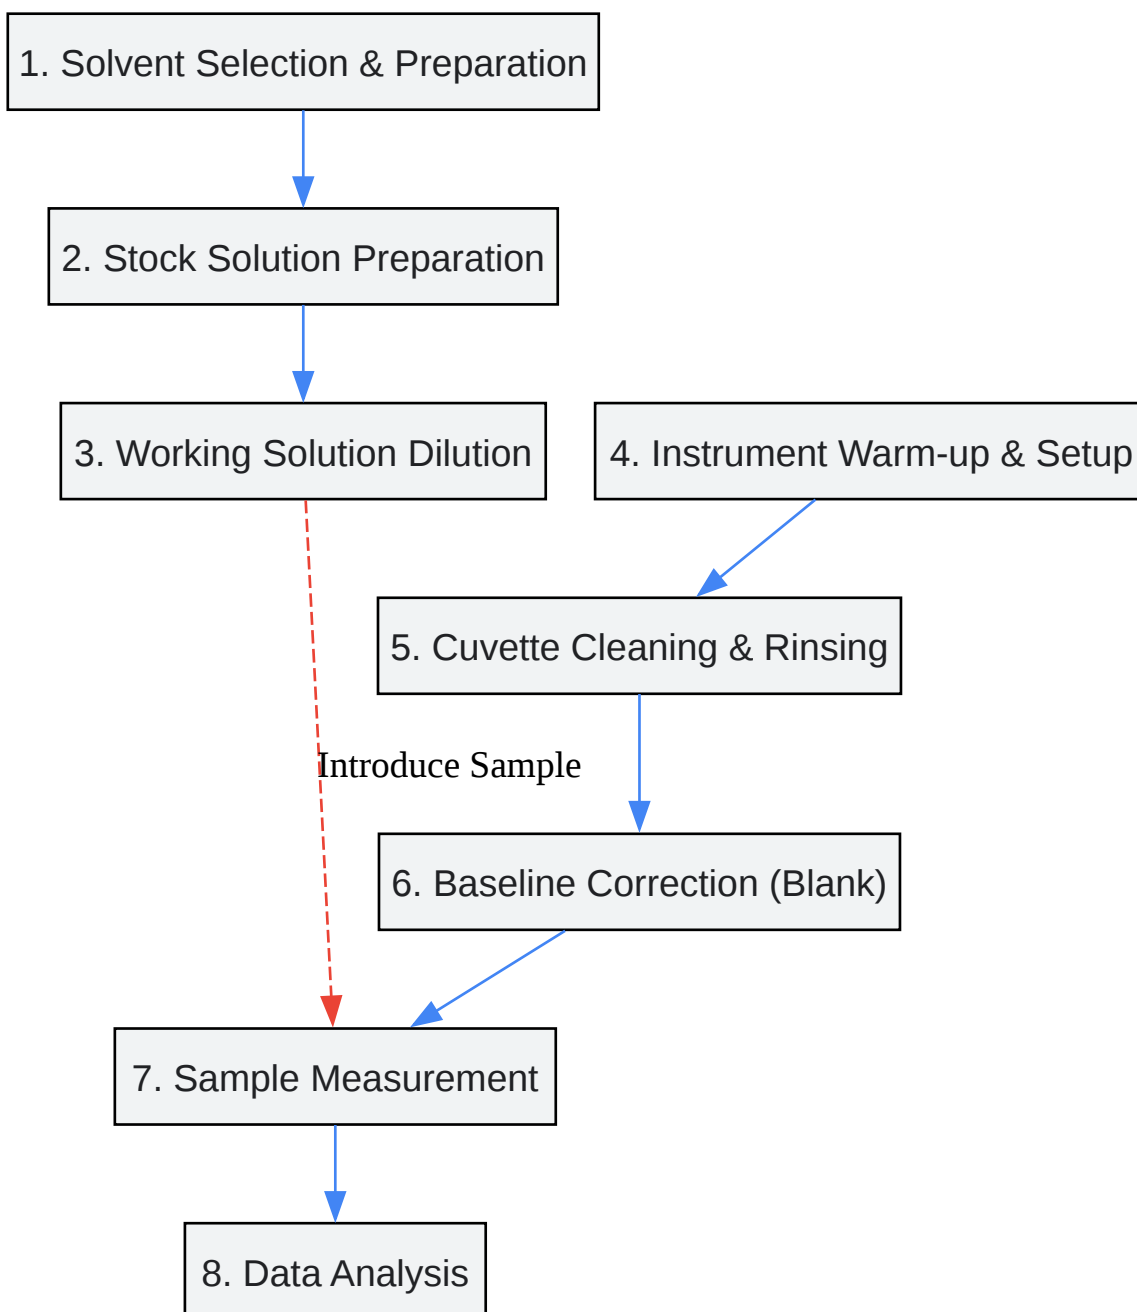 1. Solvent Selection & Preparation
2. Stock Solution Preparation
3. Working Solution Dilution
4. Instrument Warm-up & Setup
5. Cuvette Cleaning & Rinsing
Introduce Sample
6. Baseline Correction (Blank)
7. Sample Measurement
8. Data Analysis